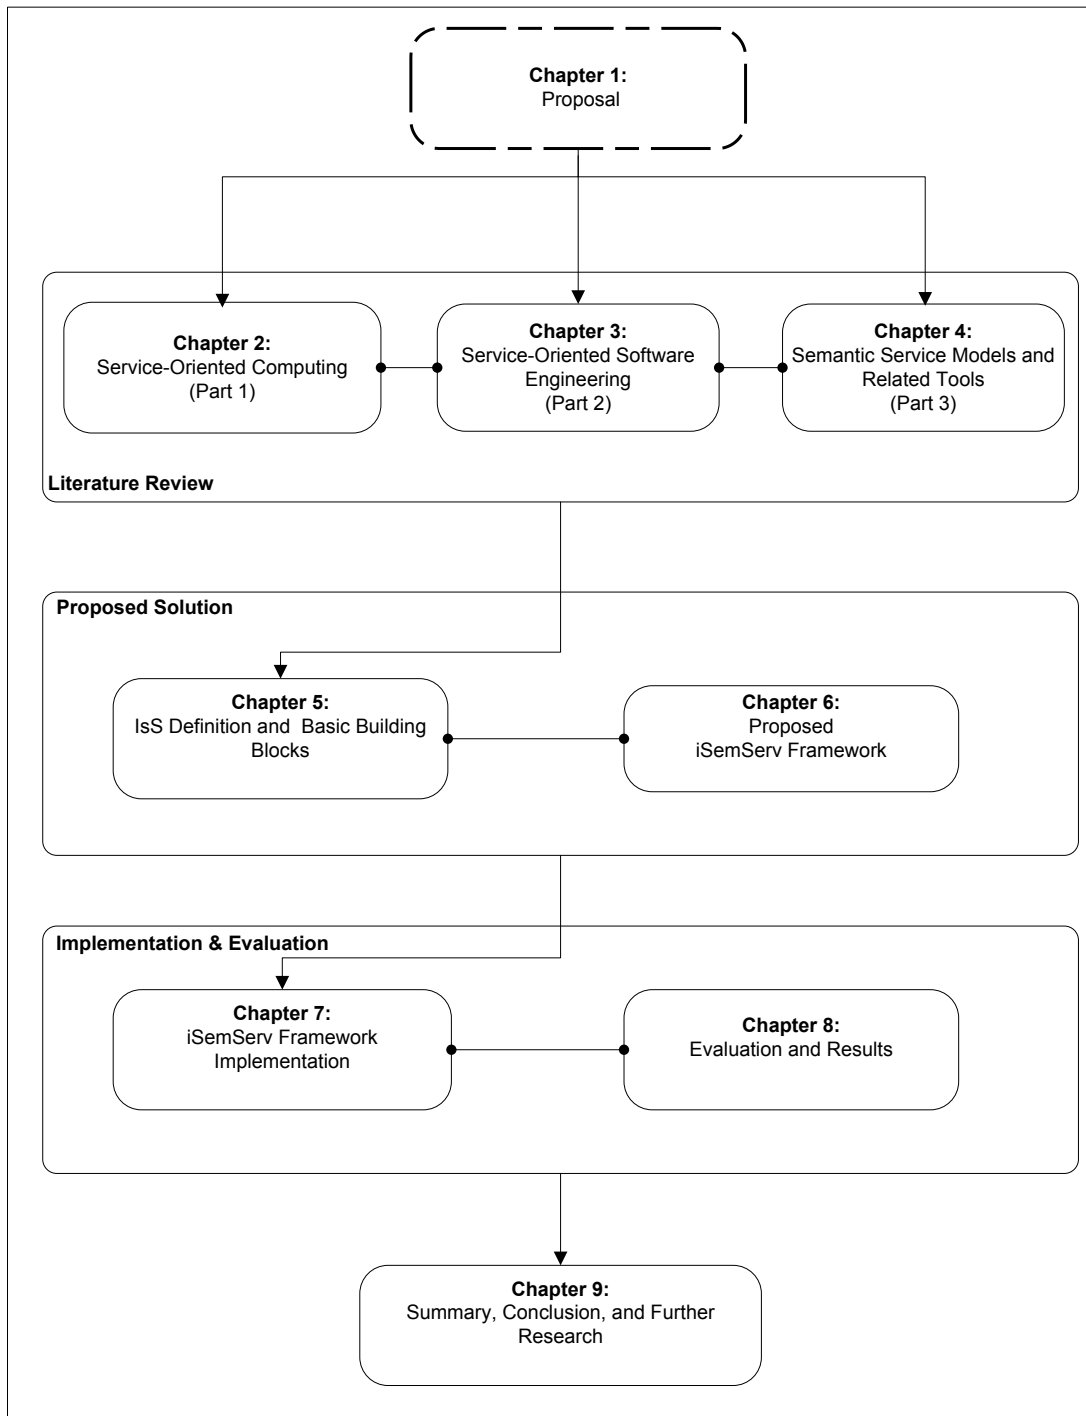 Chapter 1:
Proposal
Chapter 2:
Service-Oriented Computing
(Part 1)
Chapter 3:
Service-Oriented Software
Engineering
(Part 2)
Chapter 4:
Semantic Service Models and
Related Tools
(Part 3)
Literature Review
Proposed Solution
Chapter 5:
IsS Definition and Basic Building
Blocks
Chapter 6:
Proposed
iSemServ Framework
Implementation & Evaluation
Chapter 7:
iSemServ Framework
Implementation
Chapter 8:
Evaluation and Results
Chapter 9:
Summary, Conclusion, and Further
Research